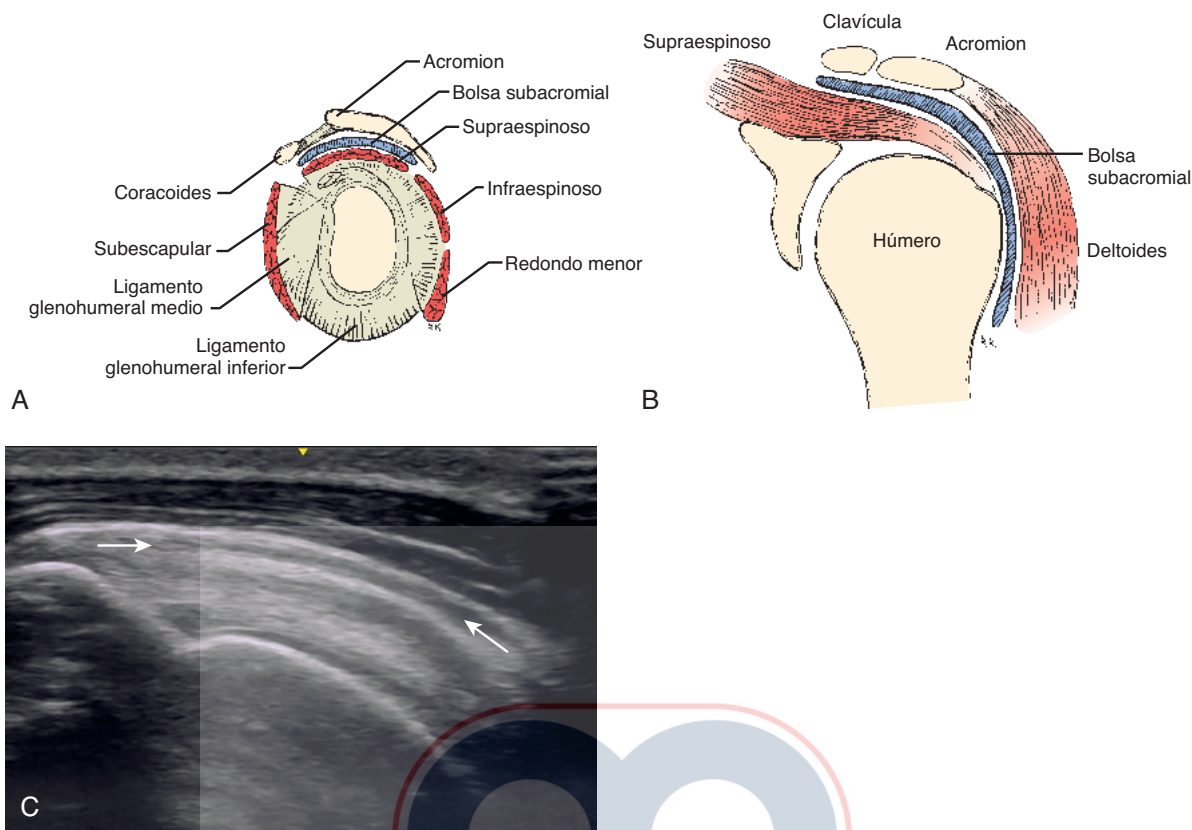 Acromion
Bolsa subacromial
Supraespinoso
Coracoides
Infraespinoso
Subescapular
Redondo menor
Ligamento
glenohumeral medio
Ligamento
glenohumeral inferior
A
Clavícula
Supraespinoso
Acromion
Bolsa
subacromial
Húmero
Deltoides
B
C